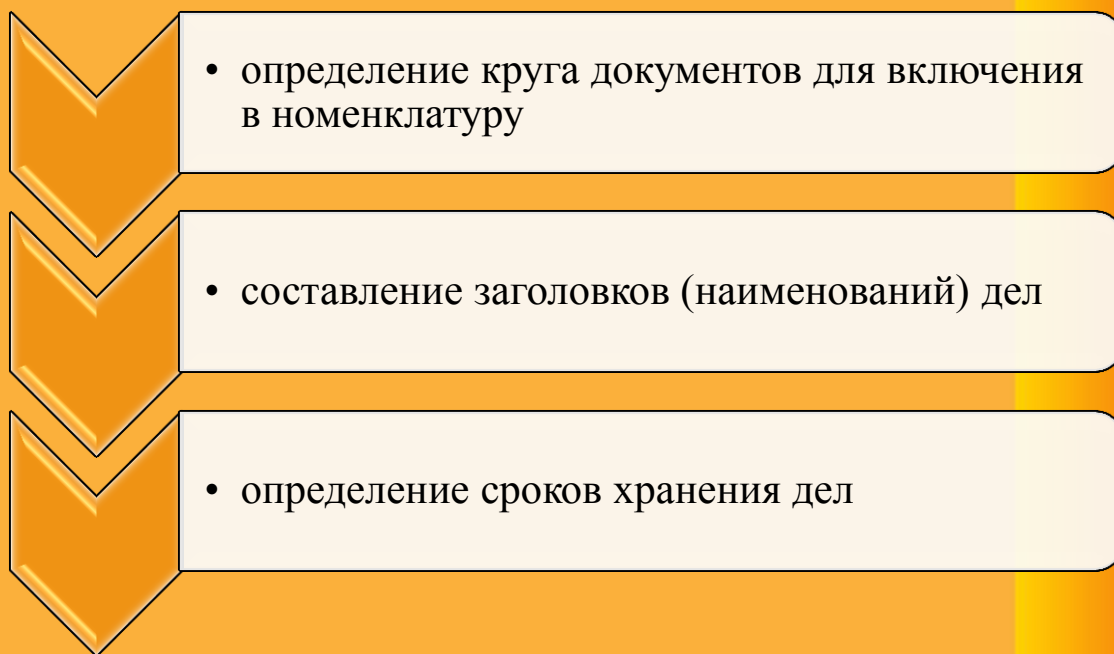 • определение круга документов для включения
в номенклатуру
• составление заголовков (наименований) дел
• определение сроков хранения дел